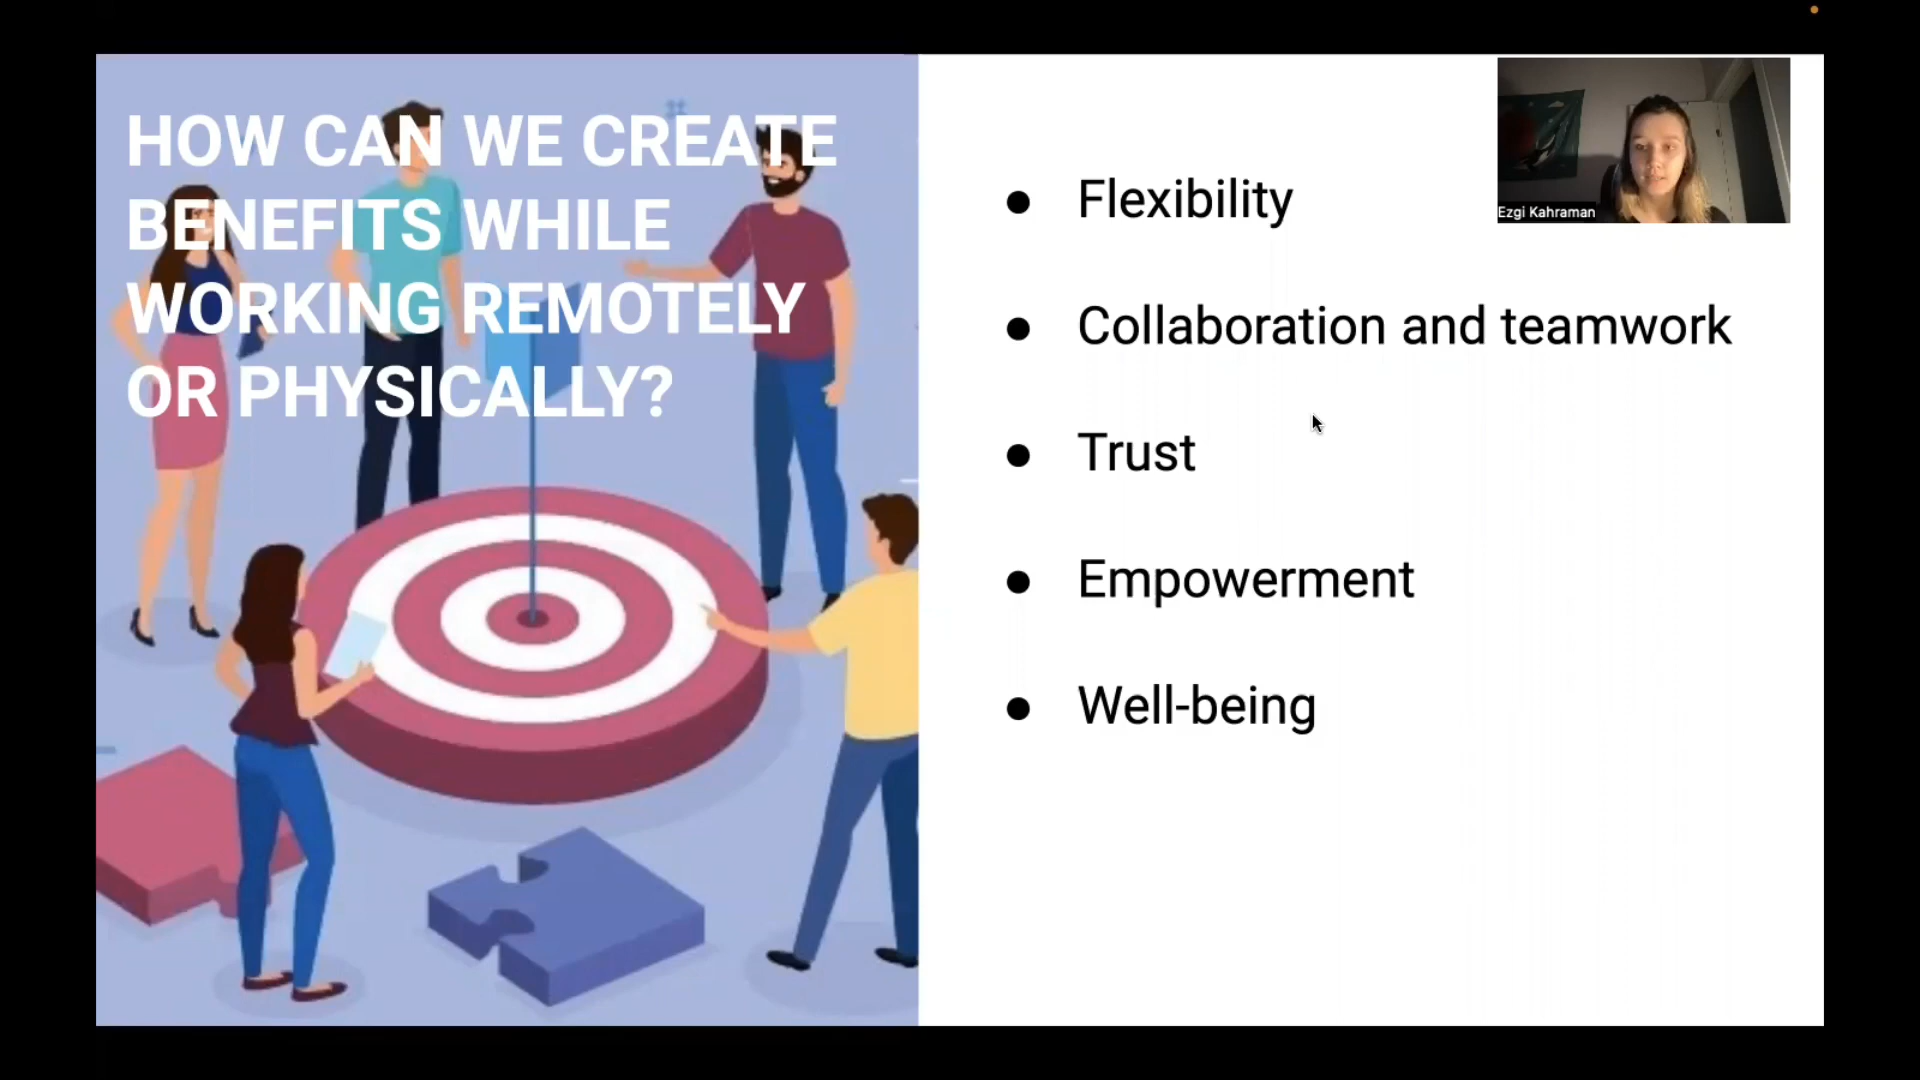 HOW CAN WE CREATE
BENEFITS WHILE
WORKING REMOTELY
OR PHYSICALLY?
● Flexibility
● Collaboration and teamwork
● Trust
● Empowerment
● Well-being
Ezgi Kahraman